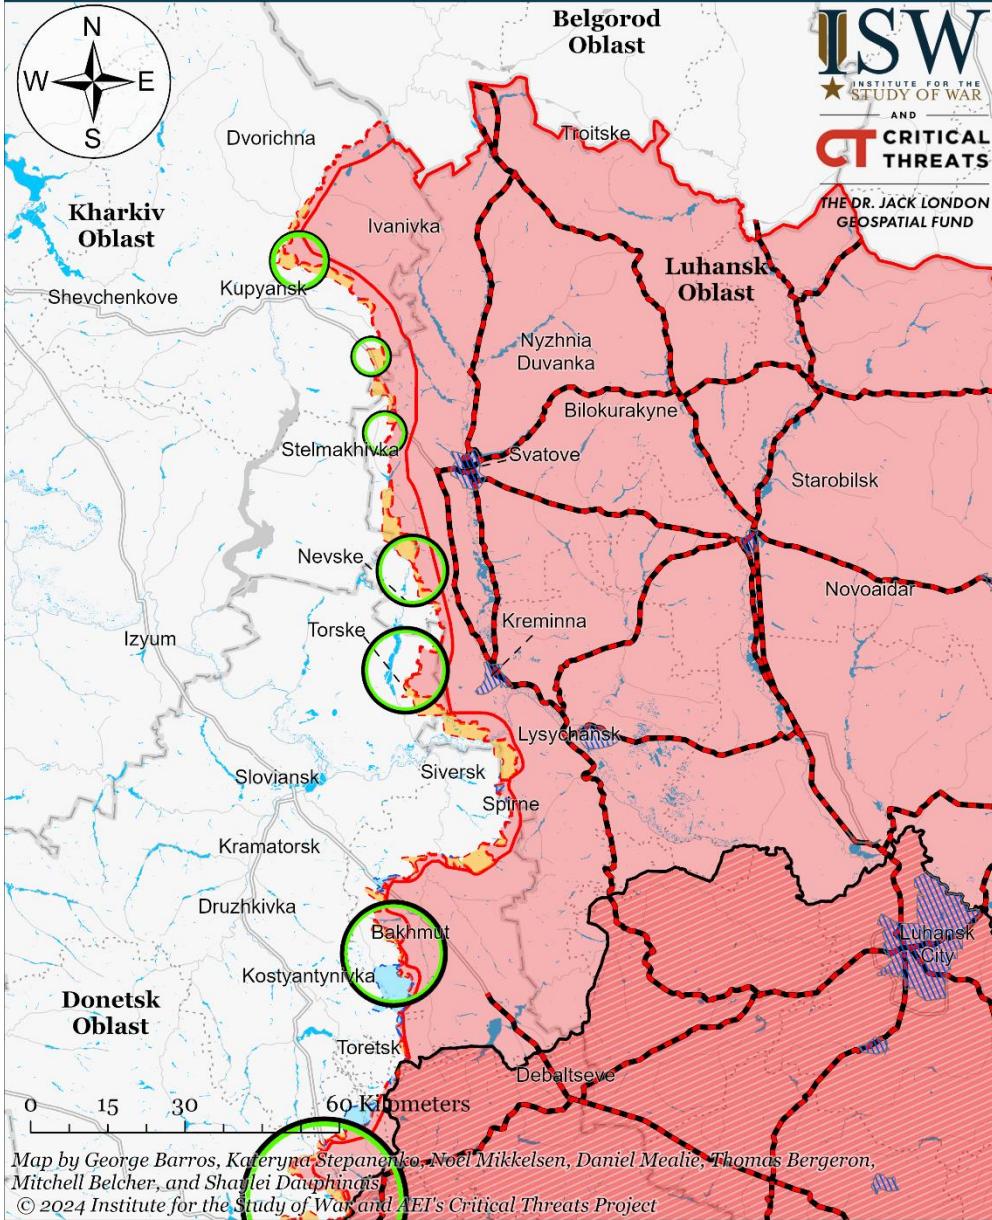 N
W
E
S
Belgorod
Oblast
ISW
INSTITUTE FOR THE
STUDY OF WAR
AND
CT CRITICAL
THREATS
THE DR. JACK LONDON
GEOSPATIAL FUND
Dvorichna
Troitske
Kharkiv
Oblast
Ivanivka
Luhansk
Oblast
Kupyansk
Shevchenkove
Nyzhnia
Duvanka
Bilokurakyne
Stelmakhivka
Svatove
Starobilsk
Nevske
Novoaidar
Torske
Kreminna
Izyum
Lysychansk
Siversk
Sloviansk
Spirne
Kramatorsk
Druzhkivka
Bakhmut
Luhansk
City
Kostyantynivka
Donetsk
Oblast
Toretsk
Debaltseve
0 15 30 60 Kilometers
Map by George Barros, Kateryna Stepanenko, Noel Mikkelsen, Daniel Mealie, Thomas Bergeron,
Mitchell Belcher, and Shaylei Dauphinais
© 2024 Institute for the Study of War and AEI's Critical Threats Project